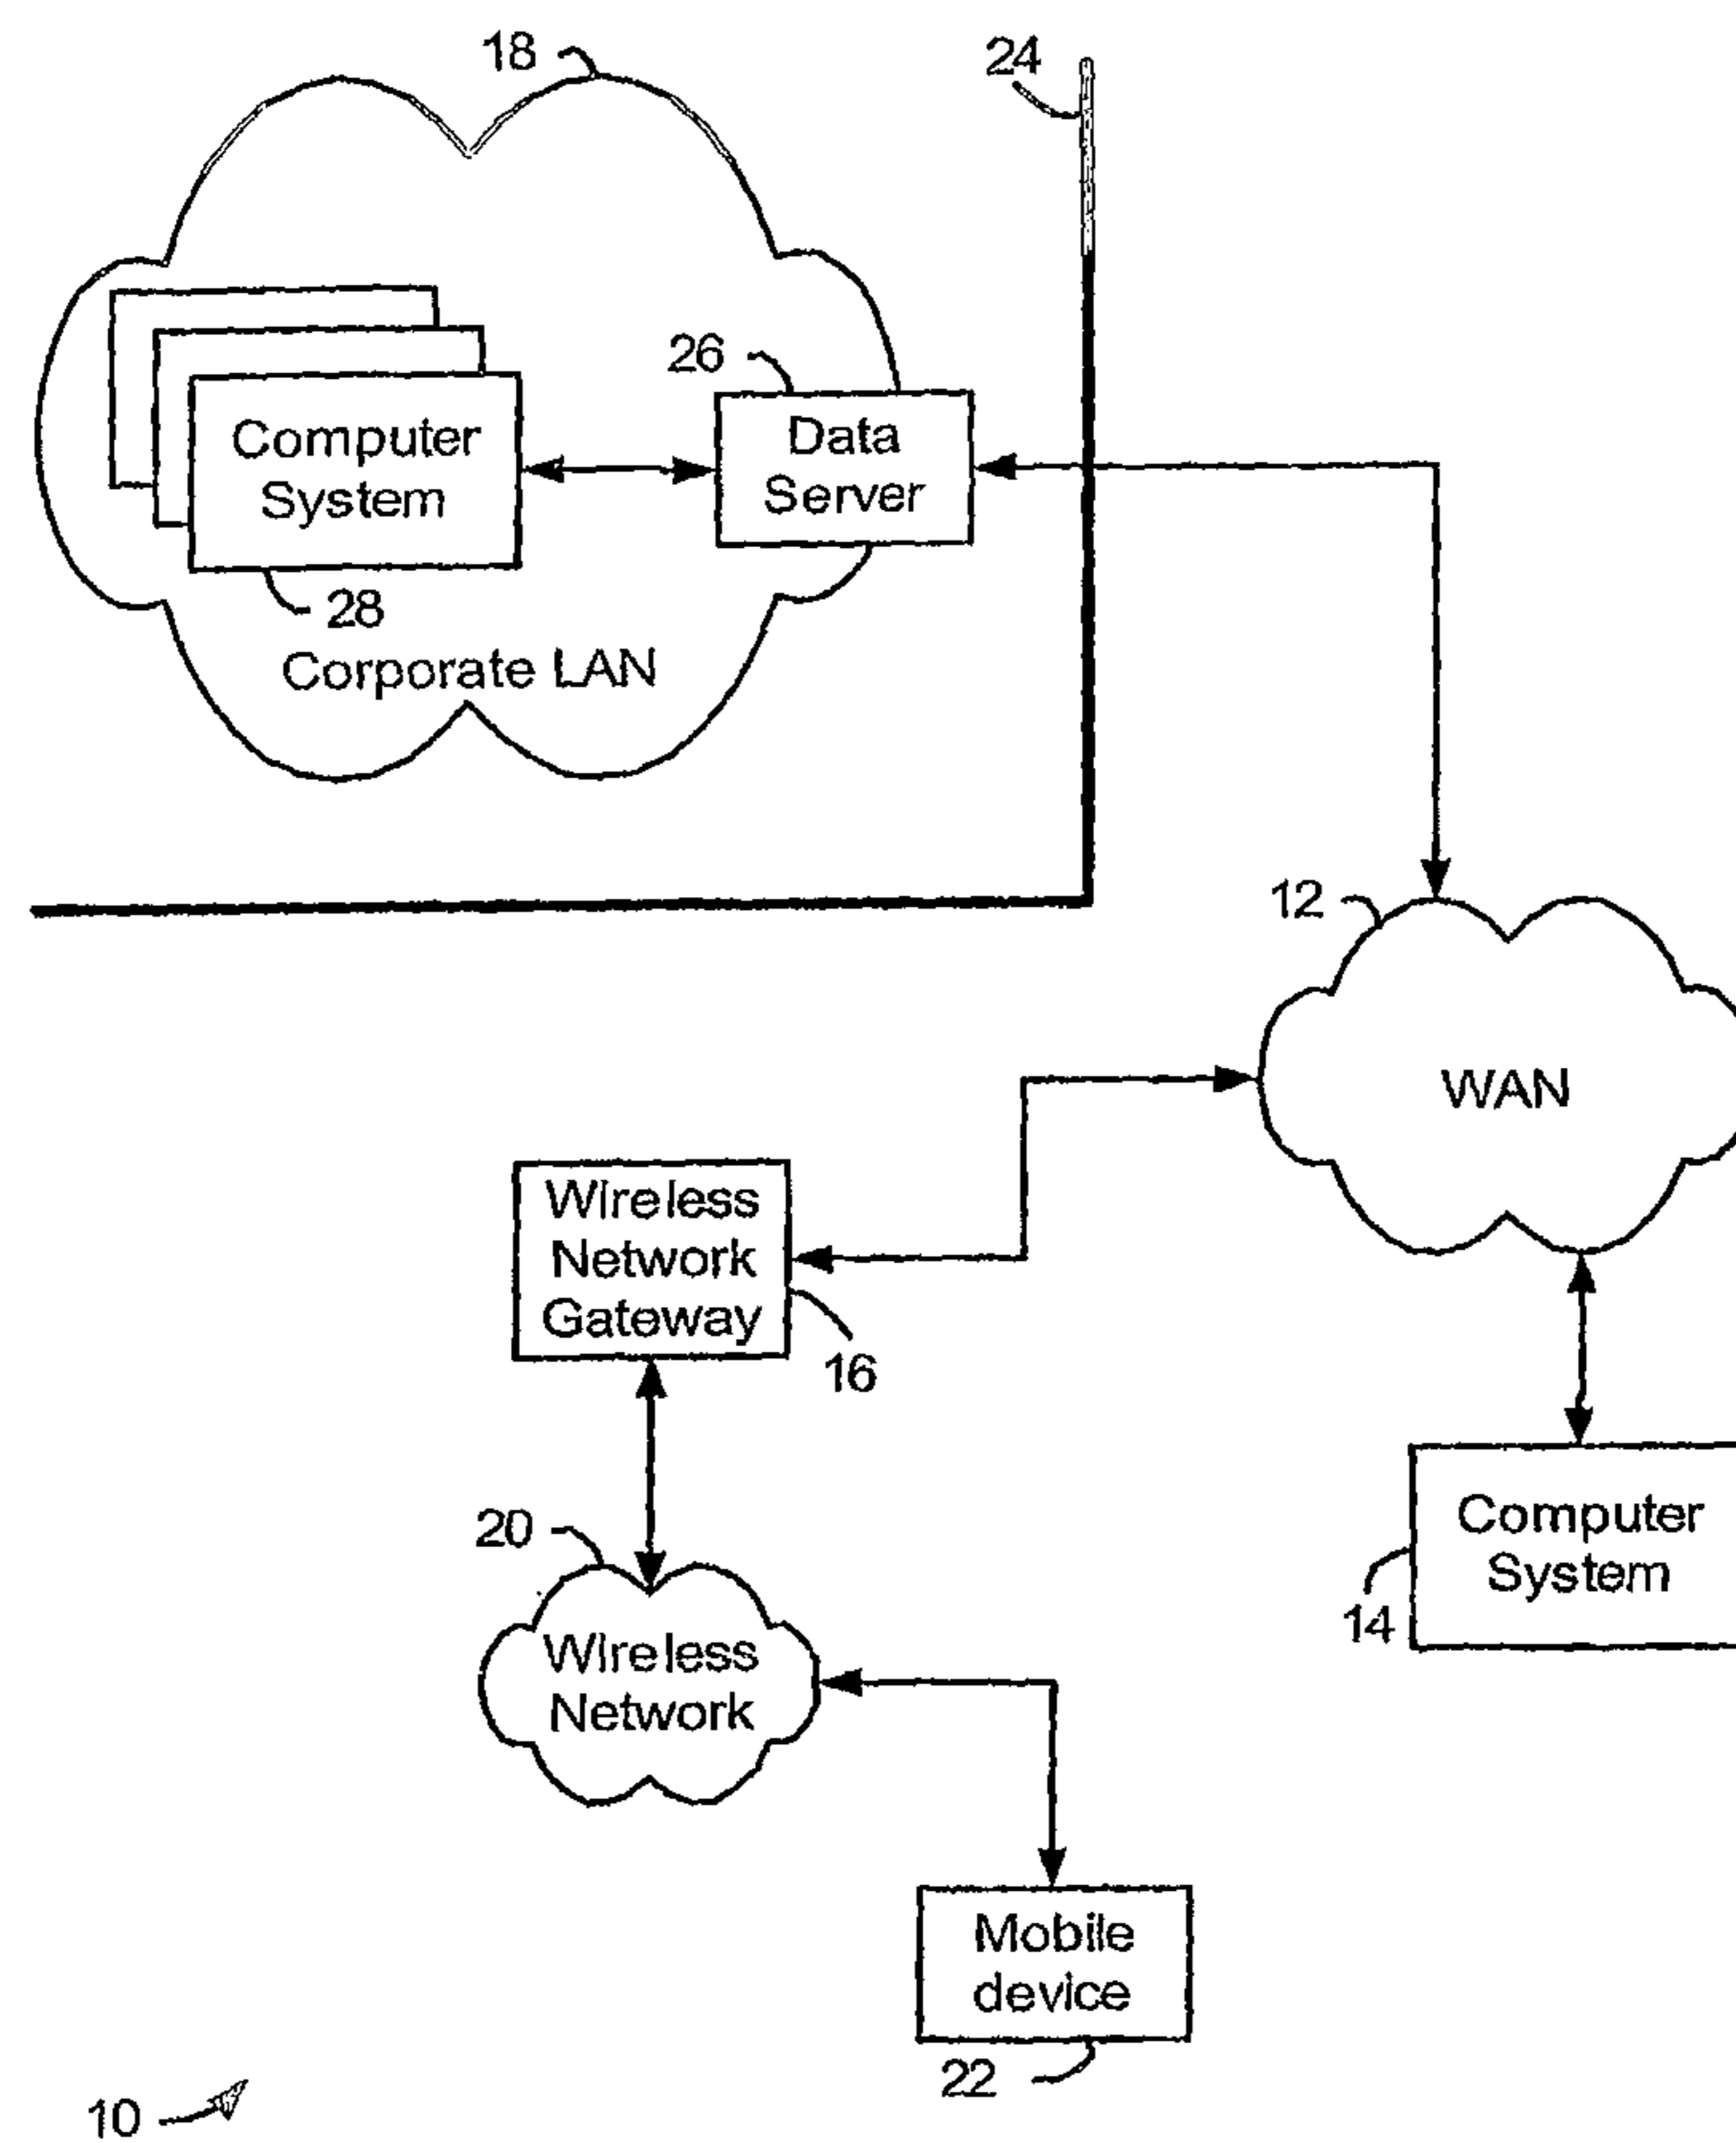 18
24
26
Computer
System
Data
Server
28
Corporate LAN
12
WAN
Wireless
Network
Gateway
16
20
Computer
System
14
Wireless
Network
Mobile
device
22
10